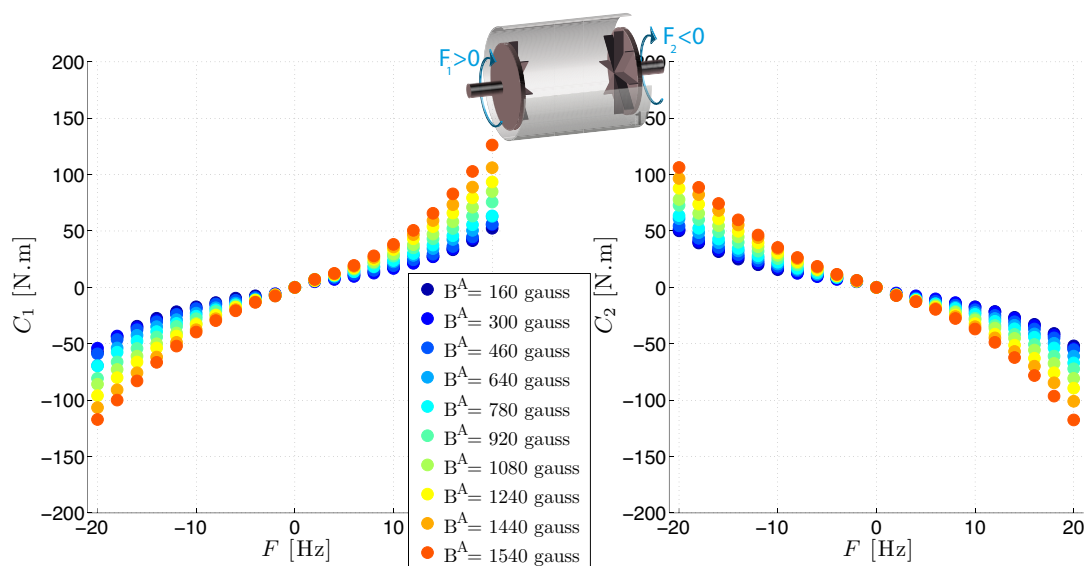 F₁>0
F₂<0
200
150
100
50
0
−50
−100
−150
−200
−20
−10
0
10
C₁ [N.m]
F [Hz]
200
100
50
0
−50
−100
−150
−200
−20
−10
0
10
20
C₂ [N.m]
F [Hz]
Bᴬ= 160 gauss
Bᴬ= 300 gauss
Bᴬ= 460 gauss
Bᴬ= 640 gauss
Bᴬ= 780 gauss
Bᴬ= 920 gauss
Bᴬ= 1080 gauss
Bᴬ= 1240 gauss
Bᴬ= 1440 gauss
Bᴬ= 1540 gauss